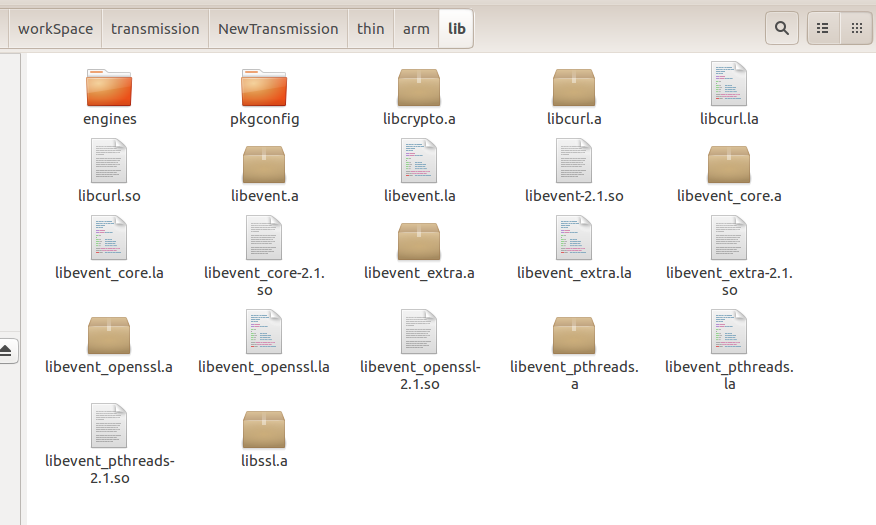 workSpace transmission NewTransmission thin arm lib
engines pkgconfig libcrypto.a libcurl.a libcurl.la
libcurl.so libevent.a libevent.la libevent-2.1.so libevent_core.a
libevent_core.la libevent_core-2.1. libevent_extra.a libevent_extra.la libevent_extra-2.1.
so so
libevent_openssl.a libevent_openssl.la libevent_openssl- libevent_pthreads. libevent_pthreads.
2.1.so a la
libevent_pthreads- libssl.a
2.1.so